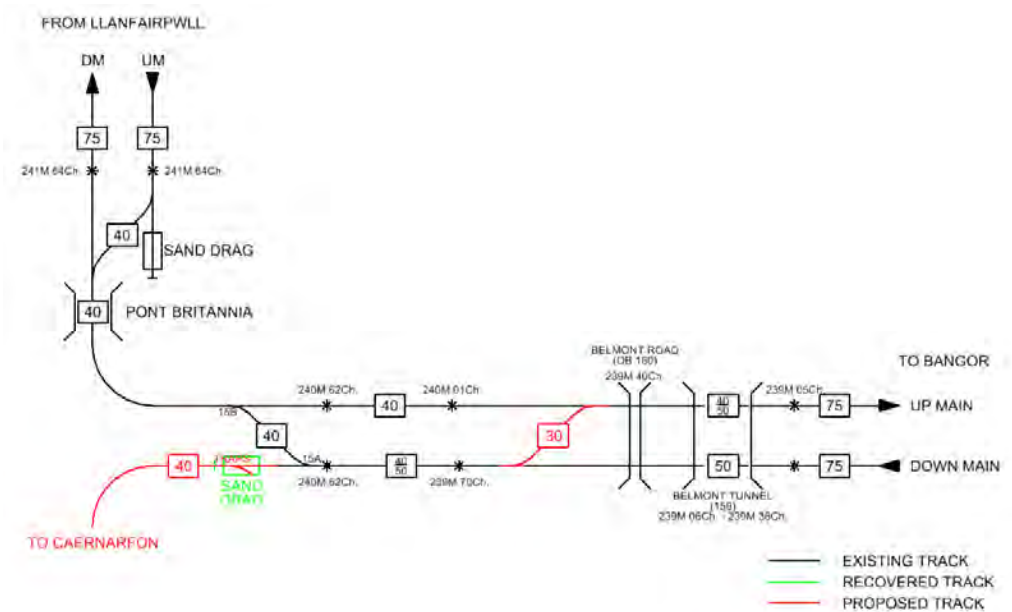 FROM LLANFAIRPWLL
DM UM
75 75
241M 64Ch. 241M 64Ch.
40
SAND DRAG
40 PONT BRITANNIA
BELMONT ROAD
(OB 160)
239M 40Ch.
TO BANGOR
240M 62Ch. 40 240M 01Ch. 40/50 239M 05Ch. 75 UP MAIN
15B
40 30
40 15A 40/50 50 75 DOWN MAIN
SAND
DRAG
240M 62Ch. 239M 70Ch.
BELMONT TUNNEL
(159)
239M 06Ch. - 239M 36Ch.
TO CAERNARFON
EXISTING TRACK
RECOVERED TRACK
PROPOSED TRACK